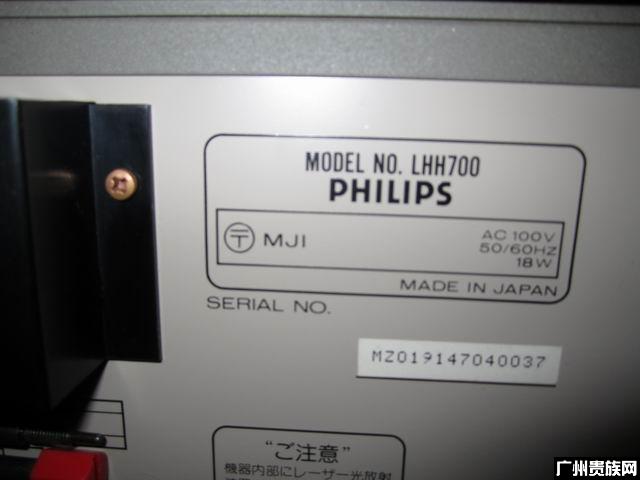 MODEL NO. LHH700
PHILIPS
〒 MJI
AC 100V
50/60HZ
18W
MADE IN JAPAN
SERIAL NO.
MZ019147040037
“ご注意”
機器内部にレーザー光放射
广州贵族网